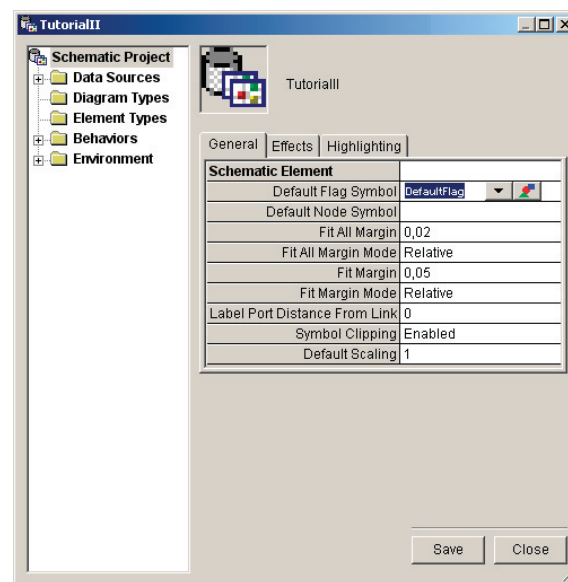 TutorialII
Schematic Project
Data Sources
Diagram Types
Element Types
Behaviors
Environment
TutorialII
General Effects Highlighting
Schematic Element
Default Flag Symbol DefaultFlag
Default Node Symbol
Fit All Margin 0,02
Fit All Margin Mode Relative
Fit Margin 0,05
Fit Margin Mode Relative
Label Port Distance From Link 0
Symbol Clipping Enabled
Default Scaling 1
Save Close